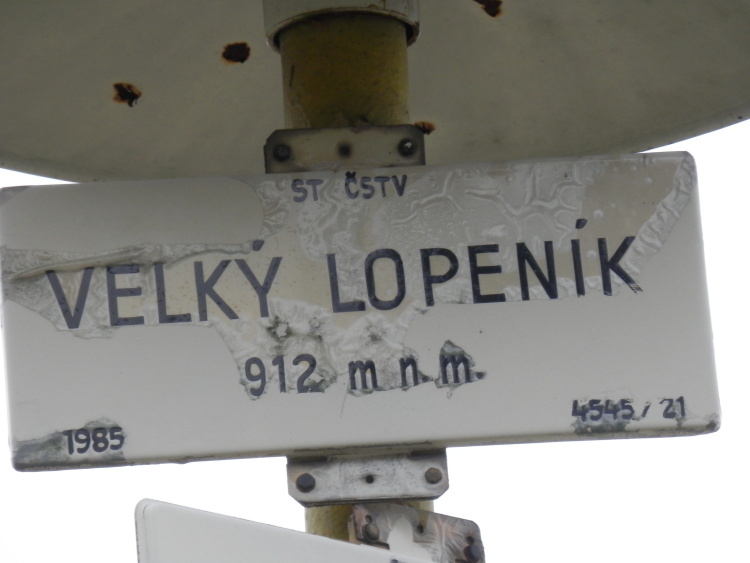 ST ČSTV
VELKÝ LOPENÍK
912 m n.m.
1985 4545/21